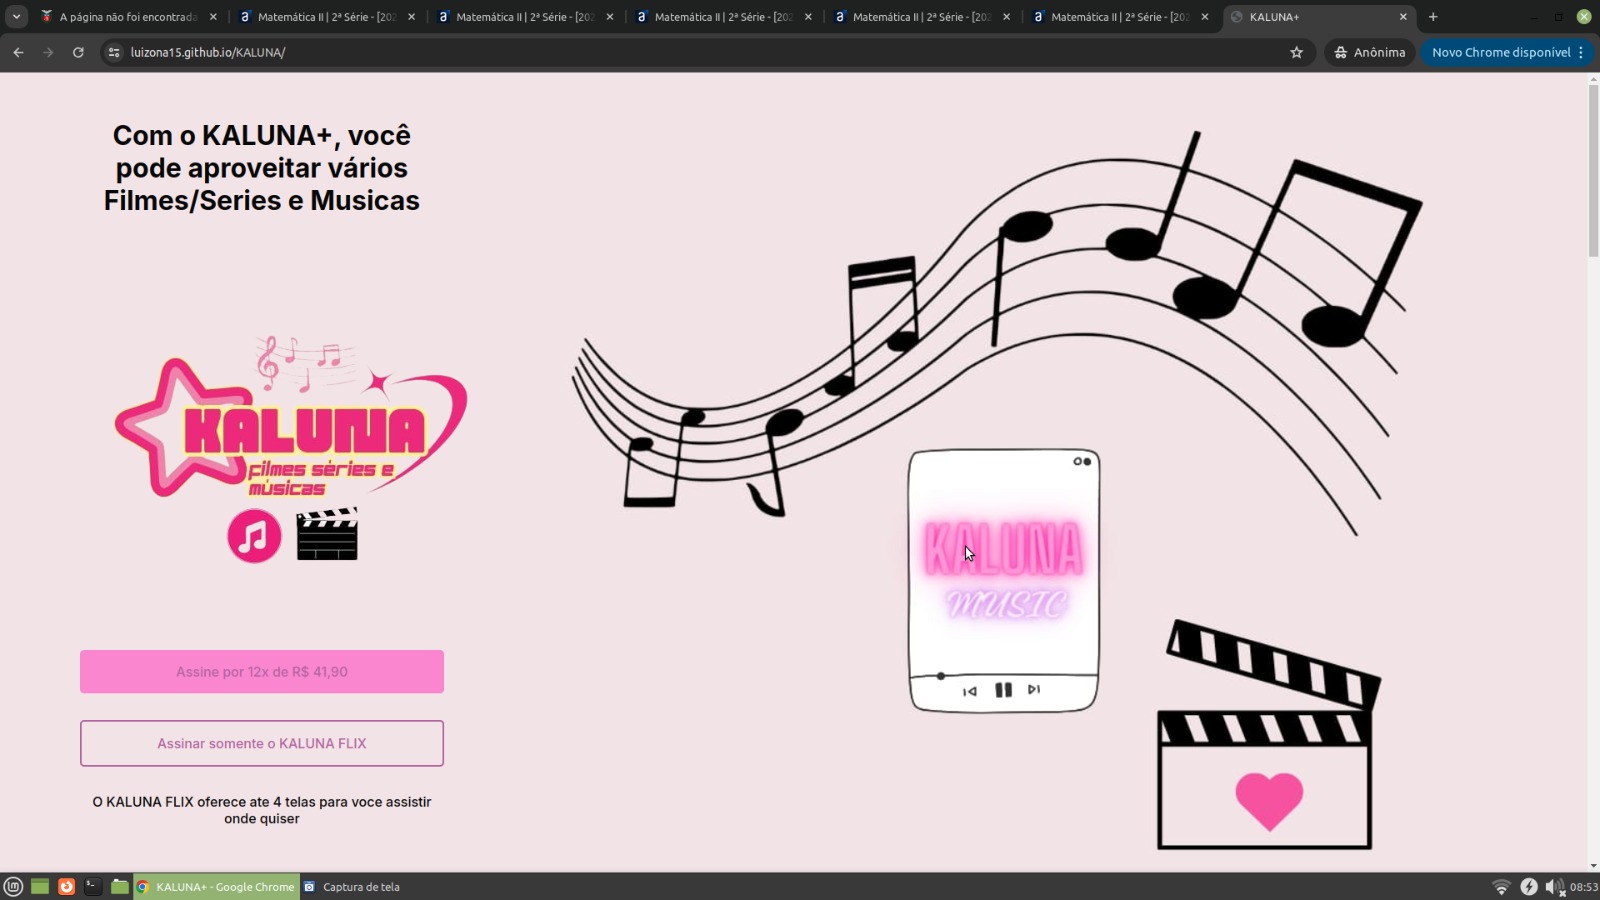 A página não foi encontrada
Matemática II | 2ª Série - [202
Matemática II | 2ª Série - [202
Matemática II | 2ª Série - [202
Matemática II | 2ª Série - [202
Matemática II | 2ª Série - [202
KALUNA+
luizona15.github.io/KALUNA/
Anônima
Novo Chrome disponível
Com o KALUNA+, você
pode aproveitar vários
Filmes/Series e Musicas
KALUNA
filmes séries e
músicas
Assine por 12x de R$ 41,90
Assinar somente o KALUNA FLIX
O KALUNA FLIX oferece ate 4 telas para voce assistir
onde quiser
KALUNA
MUSIC
KALUNA+ - Google Chrome
Captura de tela
08:53